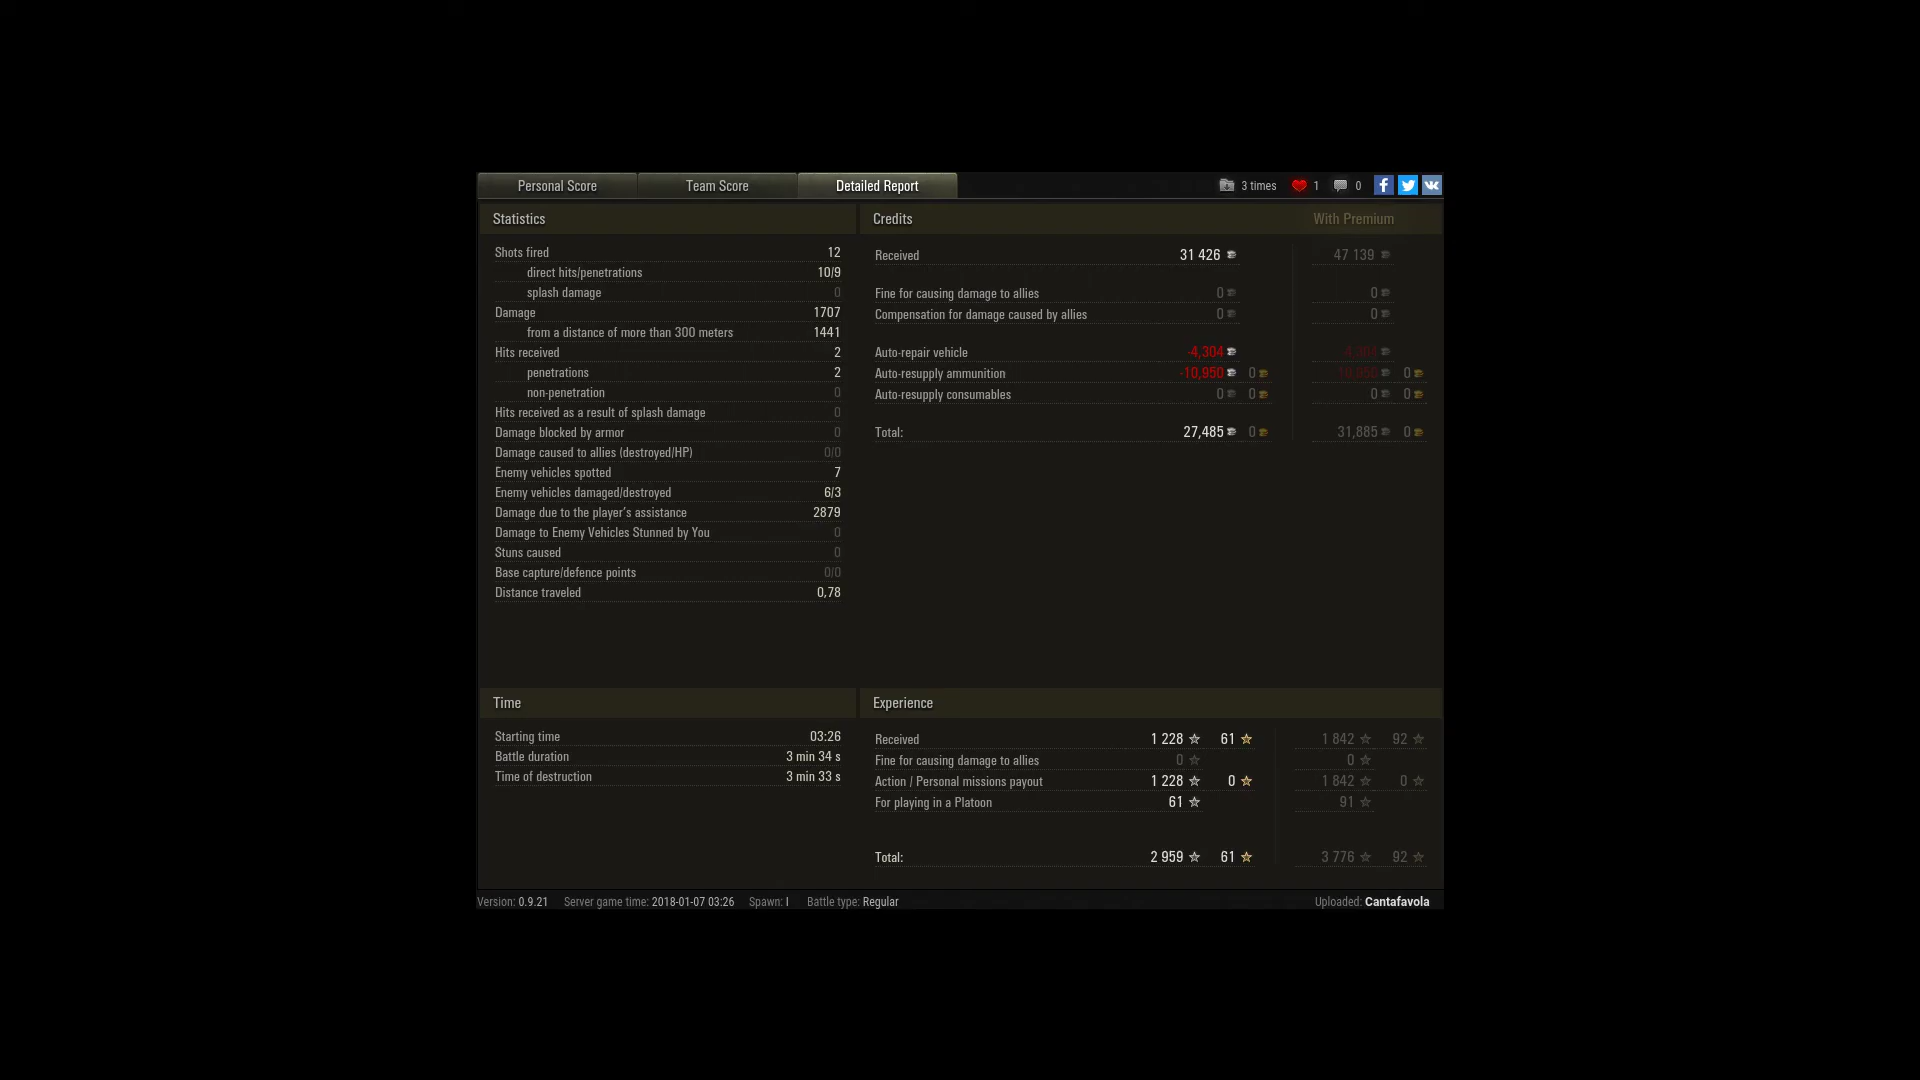 Personal Score Team Score Detailed Report 3 times 1 0
Statistics
Shots fired 12
direct hits/penetrations 10/9
splash damage 0
Damage 1707
from a distance of more than 300 meters 1441
Hits received 2
penetrations 2
non-penetration 0
Hits received as a result of splash damage 0
Damage blocked by armor 0
Damage caused to allies (destroyed/HP) 0/0
Enemy vehicles spotted 7
Enemy vehicles damaged/destroyed 6/3
Damage due to the player's assistance 2879
Damage to Enemy Vehicles Stunned by You 0
Stuns caused 0
Base capture/defence points 0/0
Distance traveled 0,78
Credits With Premium
Received 31 426 47 139
Fine for causing damage to allies 0 0
Compensation for damage caused by allies 0 0
Auto-repair vehicle -4,304 -4,304
Auto-resupply ammunition -10,950 0 -10,950 0
Auto-resupply consumables 0 0 0 0
Total: 27,485 0 31,885 0
Time
Starting time 03:26
Battle duration 3 min 34 s
Time of destruction 3 min 33 s
Experience
Received 1 228 61 1 842 92
Fine for causing damage to allies 0 0
Action / Personal missions payout 1 228 0 1 842 0
For playing in a Platoon 61 91
Total: 2 959 61 3 776 92
Version: 0.9.21 Server game time: 2018-01-07 03:26 Spawn: I Battle type: Regular Uploaded: Cantafavola